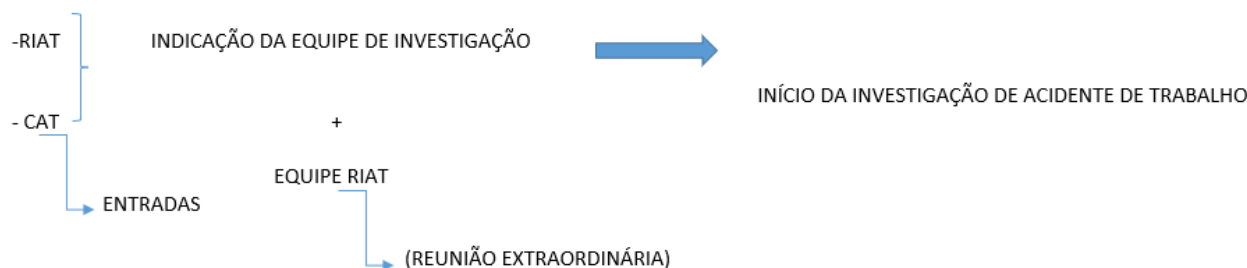 -RIAT
INDICAÇÃO DA EQUIPE DE INVESTIGAÇÃO
INÍCIO DA INVESTIGAÇÃO DE ACIDENTE DE TRABALHO
- CAT
+
EQUIPE RIAT
ENTRADAS
(REUNIÃO EXTRAORDINÁRIA)